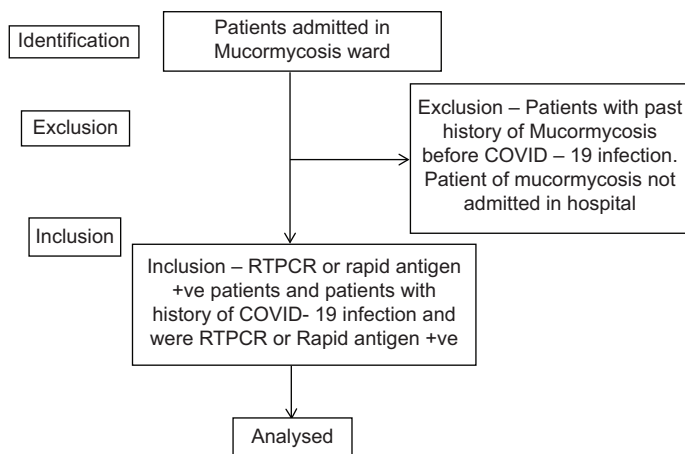 Identification
Patients admitted in
Mucormycosis ward
Exclusion
Exclusion – Patients with past
history of Mucormycosis
before COVID – 19 infection.
Patient of mucormycosis not
admitted in hospital
Inclusion
Inclusion – RTPCR or rapid antigen
+ve patients and patients with
history of COVID- 19 infection and
were RTPCR or Rapid antigen +ve
Analysed